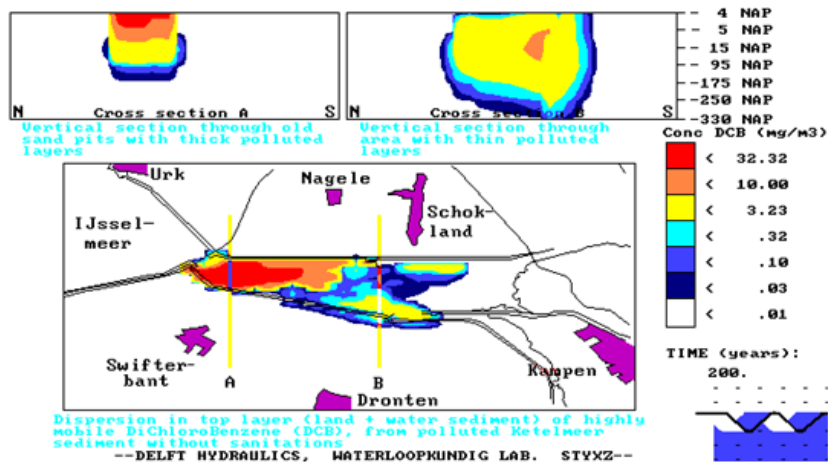 4 NAP
5 NAP
15 NAP
95 NAP
-175 NAP
-250 NAP
-330 NAP
N Cross section A S
N Cross section B S
Vertical section through old
sand pits with thick polluted
layers
Vertical section through
area with thin polluted
layers
Conc DCB (mg/m3)
< 32.32
< 10.00
< 3.23
< .32
< .10
< .03
< .01
Urk
Nagele
Schok-
land
IJssel-
meer
Swifter-
bant
A
B
Kampen
Dronten
TIME (years):
200.
Dispersion in top layer (land + water sediment) of highly
mobile DiChloroBenzene (DCB), from polluted Ketelmeer
sediment without sanitations
--DELFT HYDRAULICS, WATERLOOPKUNDIG LAB. STYXZ--